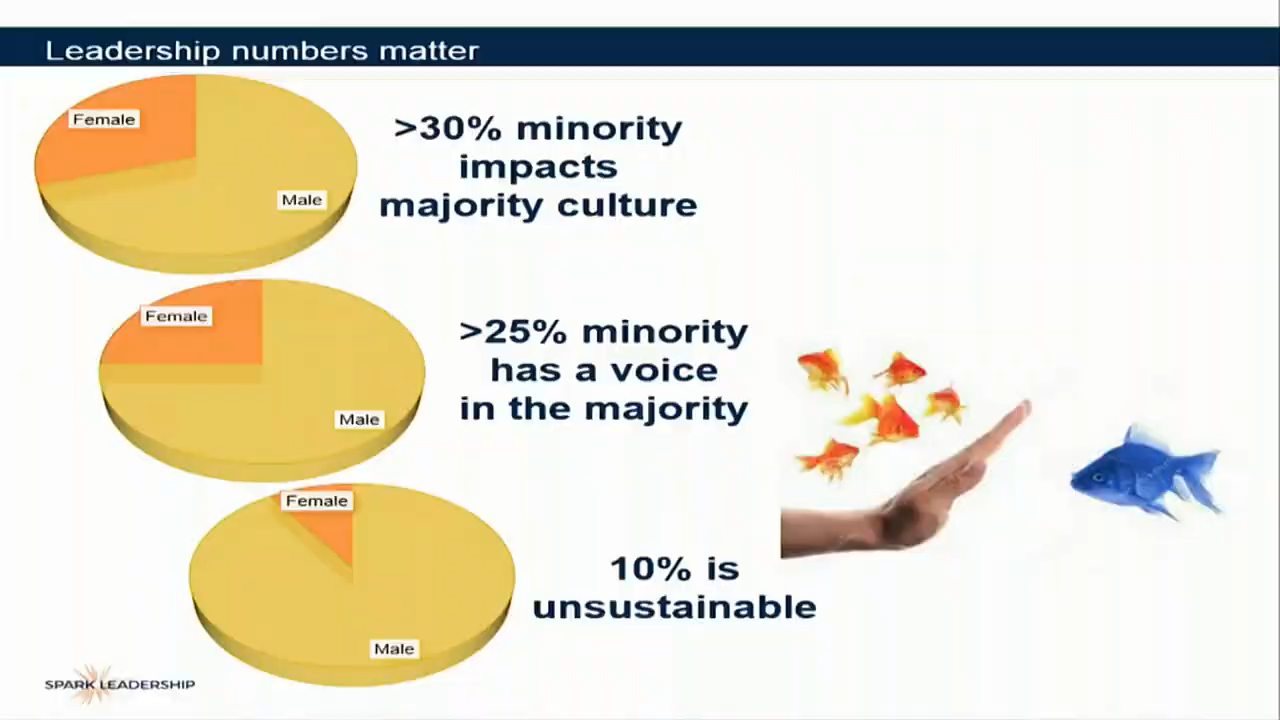 Leadership numbers matter
Female
Male
>30% minority
impacts
majority culture
Female
Male
>25% minority
has a voice
in the majority
Female
Male
10% is
unsustainable
SPARK LEADERSHIP